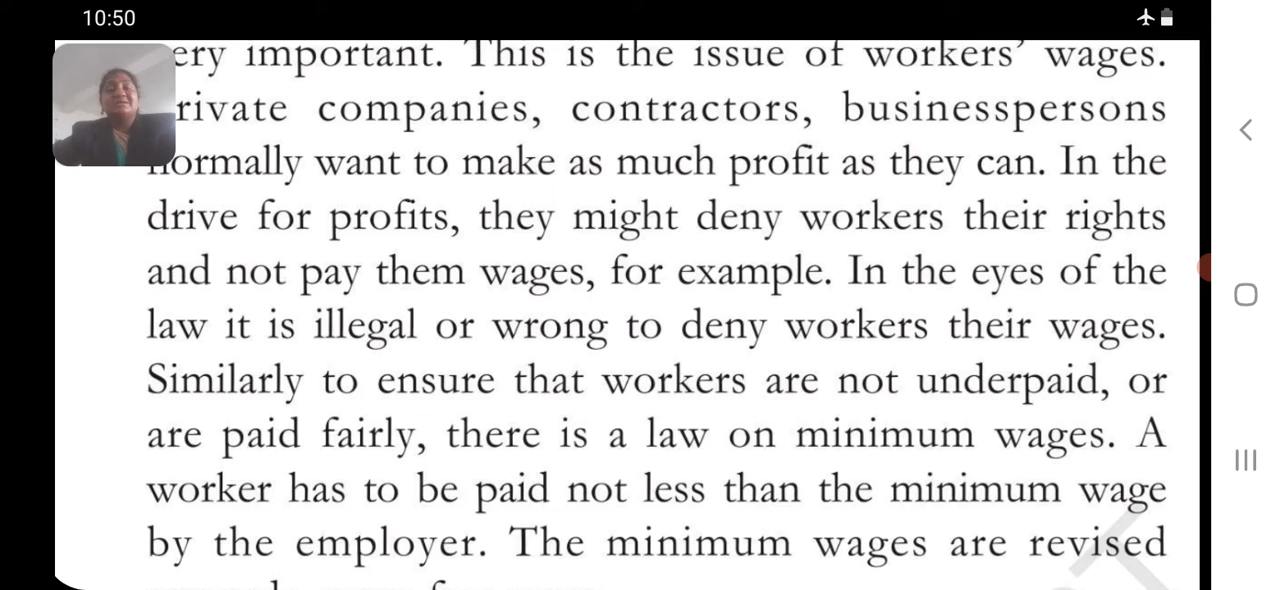 10:50
ery important. This is the issue of workers’ wages.
rivate companies, contractors, businesspersons
normally want to make as much profit as they can. In the
drive for profits, they might deny workers their rights
and not pay them wages, for example. In the eyes of the
law it is illegal or wrong to deny workers their wages.
Similarly to ensure that workers are not underpaid, or
are paid fairly, there is a law on minimum wages. A
worker has to be paid not less than the minimum wage
by the employer. The minimum wages are revised